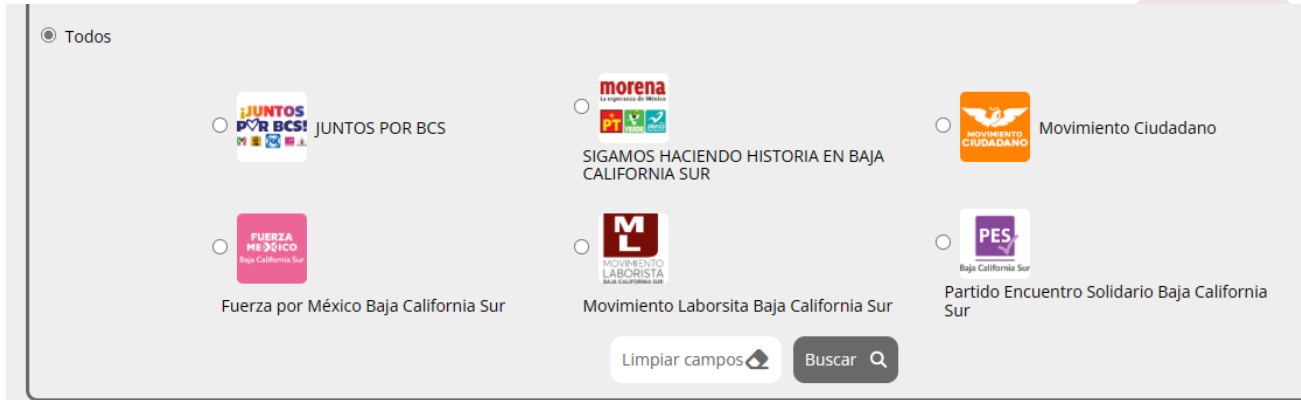 Todos
¡JUNTOS
POR BCS!
JUNTOS POR BCS
morena
La esperanza de México
PT VERDE
SIGAMOS HACIENDO HISTORIA EN BAJA
CALIFORNIA SUR
MOVIMIENTO
CIUDADANO
Movimiento Ciudadano
FUERZA
MEXICO
Baja California Sur
Fuerza por México Baja California Sur
ML
MOVIMIENTO
LABORISTA
BAJA CALIFORNIA SUR
Movimiento Laborsita Baja California Sur
PES
Baja California Sur
Partido Encuentro Solidario Baja California
Sur
Limpiar campos
Buscar